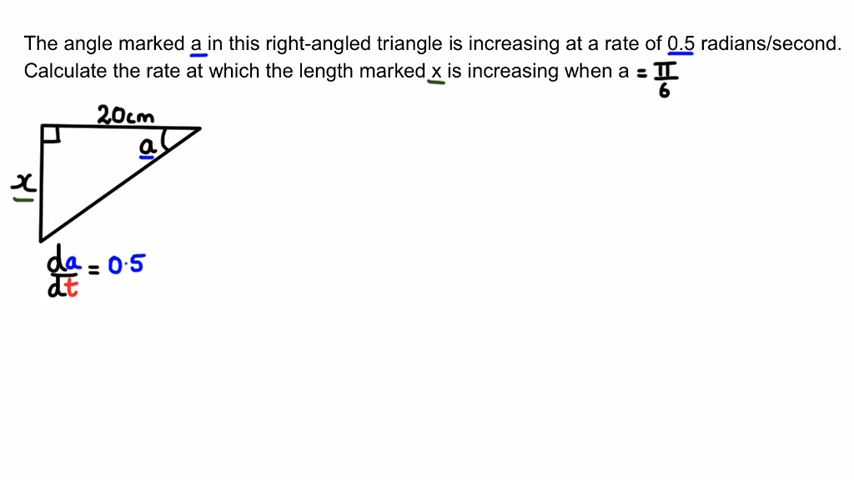 The angle marked a in this right-angled triangle is increasing at a rate of 0.5 radians/second.
Calculate the rate at which the length marked x is increasing when a = π/6
20cm
a
x
da/dt = 0.5